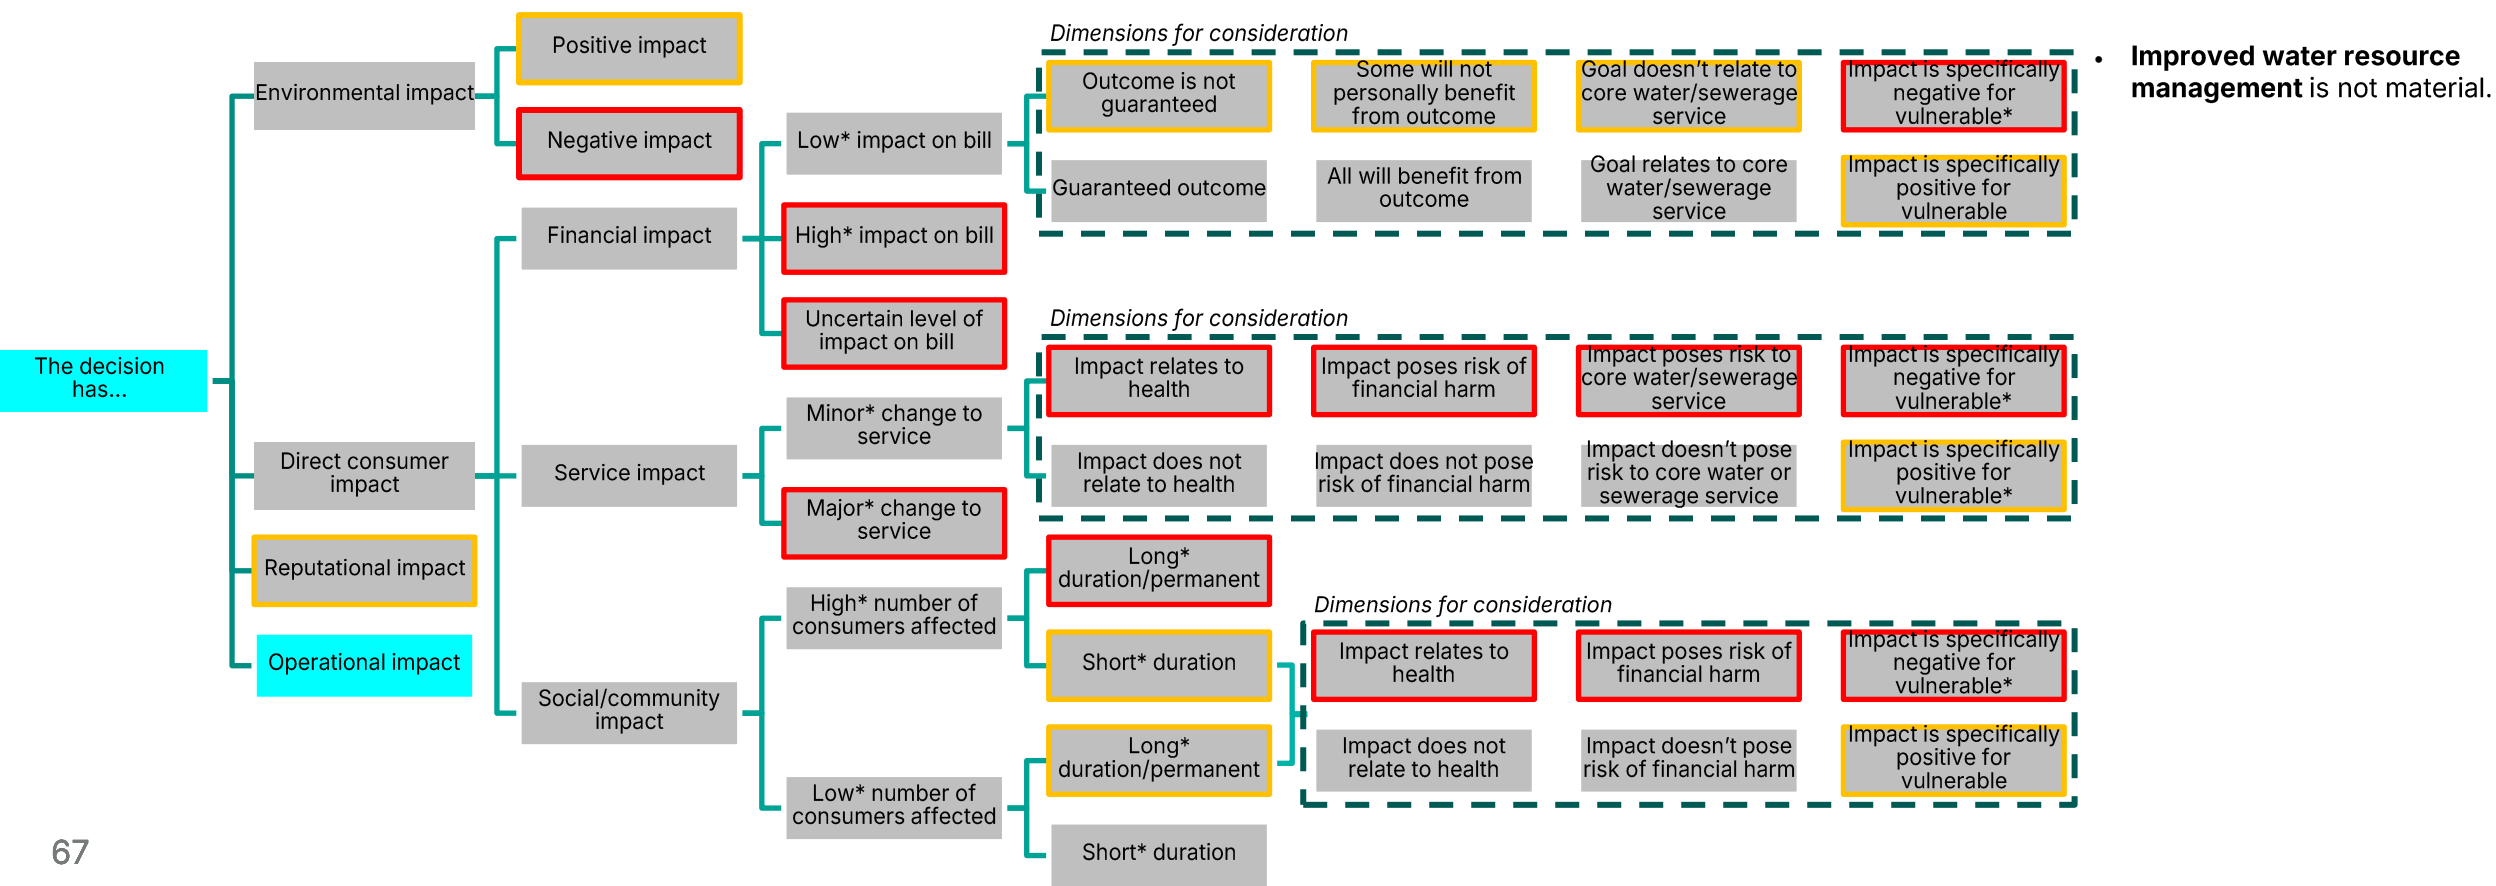 The decision
has...
Environmental impact
Direct consumer
impact
Reputational impact
Operational impact
Positive impact
Negative impact
Financial impact
Service impact
Social/community
impact
Low* impact on bill
High* impact on bill
Uncertain level of
impact on bill
Minor* change to
service
Major* change to
service
High* number of
consumers affected
Low* number of
consumers affected
Dimensions for consideration
Outcome is not
guaranteed
Some will not
personally benefit
from outcome
Goal doesn't relate to
core water/sewerage
service
Impact is specifically
negative for
vulnerable*
Guaranteed outcome
All will benefit from
outcome
Goal relates to core
water/sewerage
service
Impact is specifically
positive for
vulnerable
Dimensions for consideration
Impact relates to
health
Impact poses risk of
financial harm
Impact poses risk to
core water/sewerage
service
Impact is specifically
negative for
vulnerable*
Impact does not
relate to health
Impact does not pose
risk of financial harm
Impact doesn't pose
risk to core water or
sewerage service
Impact is specifically
positive for
vulnerable*
Long*
duration/permanent
Short* duration
Long*
duration/permanent
Short* duration
Dimensions for consideration
Impact relates to
health
Impact poses risk of
financial harm
Impact is specifically
negative for
vulnerable*
Impact does not
relate to health
Impact doesn't pose
risk of financial harm
Impact is specifically
positive for
vulnerable
• Improved water resource
management is not material.
67